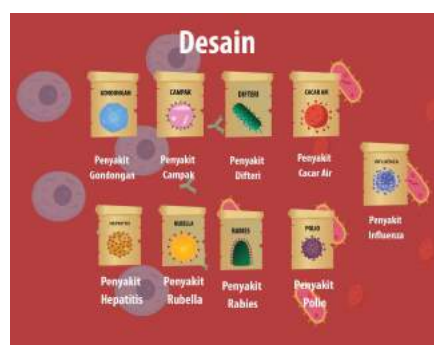 Desain
GONDONGAN
CAMPAK
DIFTERI
CACAR AIR
Penyakit
Gondongan
Penyakit
Campak
Penyakit
Difteri
Penyakit
Cacar Air
INFLUENZA
Penyakit
Influenza
HEPATITIS
RUBELLA
RABIES
POLIO
Penyakit
Hepatitis
Penyakit
Rubella
Penyakit
Rabies
Penyakit
Polio